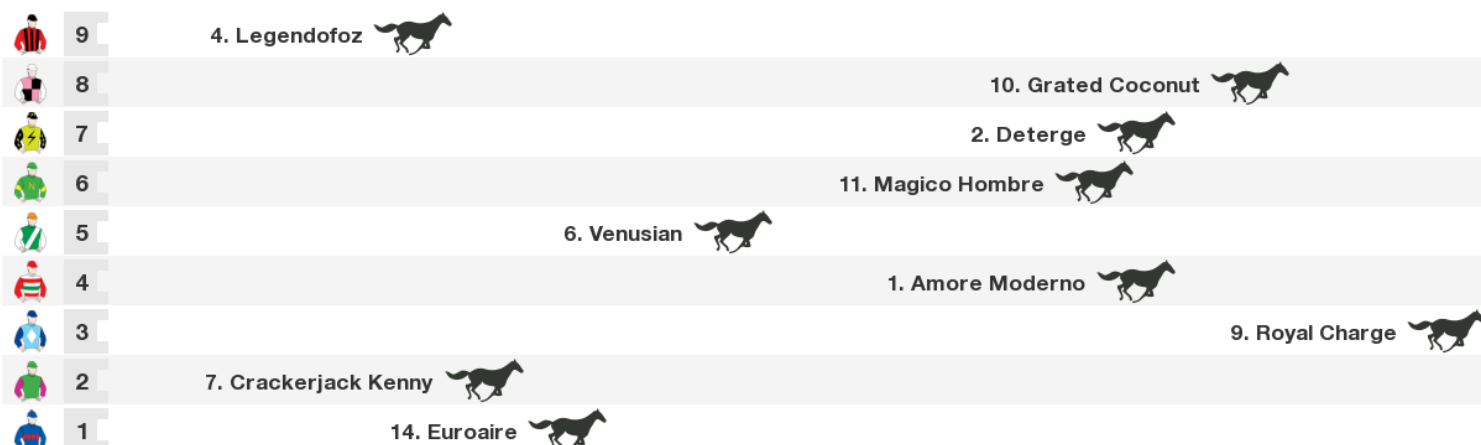 9 4. Legendofoz
8 10. Grated Coconut
7 2. Deterge
6 N 11. Magico Hombre
5 6. Venusian
4 1. Amore Moderno
3 9. Royal Charge
2 7. Crackerjack Kenny
1 14. Euroaire